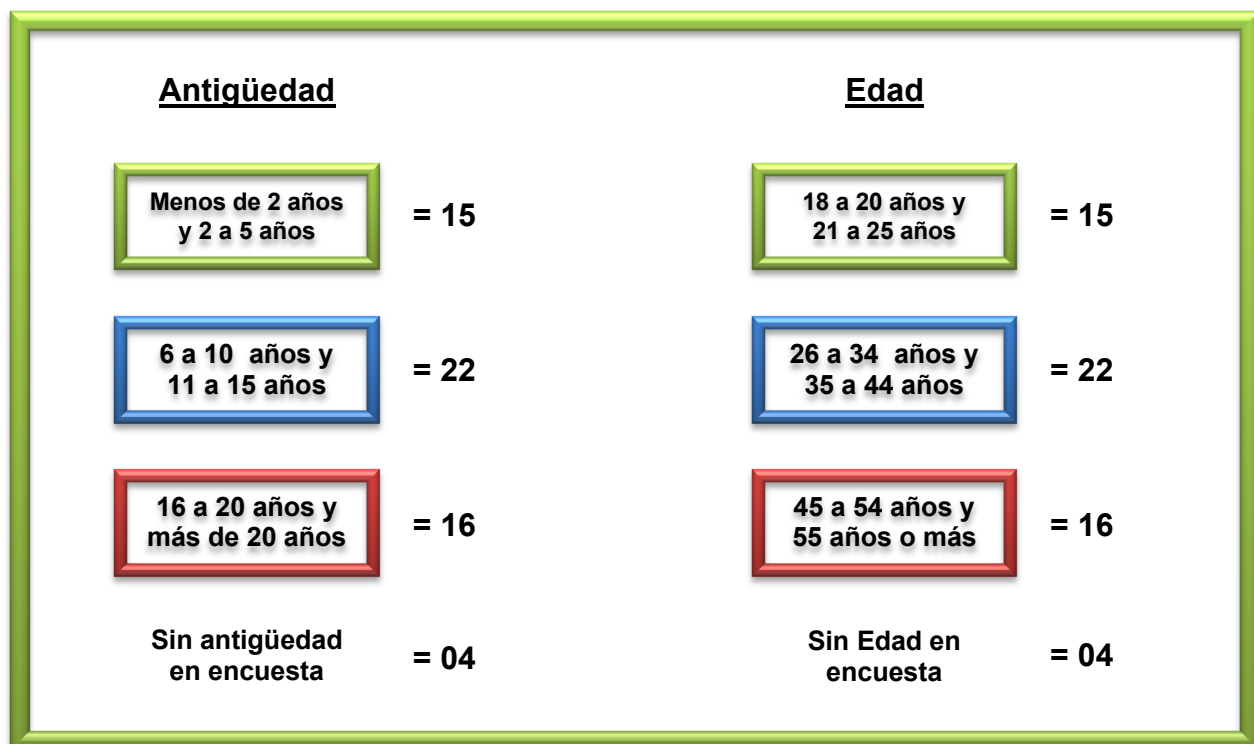 Antigüedad
Menos de 2 años
y 2 a 5 años
= 15
6 a 10 años y
11 a 15 años
= 22
16 a 20 años y
más de 20 años
= 16
Sin antigüedad
en encuesta
= 04
Edad
18 a 20 años y
21 a 25 años
= 15
26 a 34 años y
35 a 44 años
= 22
45 a 54 años y
55 años o más
= 16
Sin Edad en
encuesta
= 04